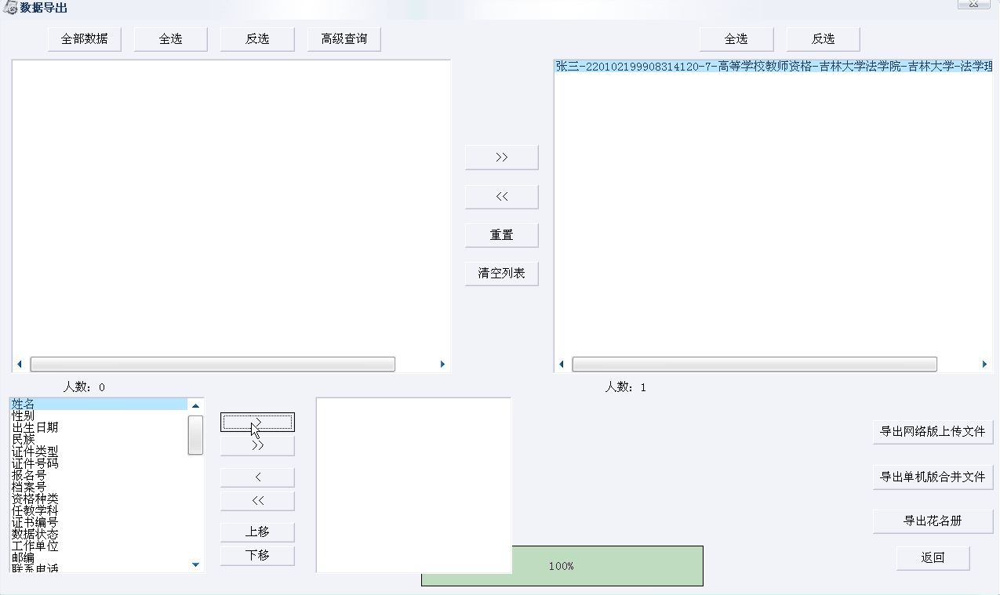 数据导出
全部数据 全选 反选 高级查询 全选 反选
张三-220102199908314120-7-高等学校教师资格-吉林大学法学院-吉林大学-法学理
>>
<<
重置
清空列表
人数: 0 人数: 1
姓名
性别
出生日期
民族
证件类型
证件号码
报名号
档案号
资格种类
任教学科
证书编号
数据状态
工作单位
邮编
联系电话
>
>>
<
<<
上移
下移
100%
导出网络版上传文件
导出单机版合并文件
导出花名册
返回